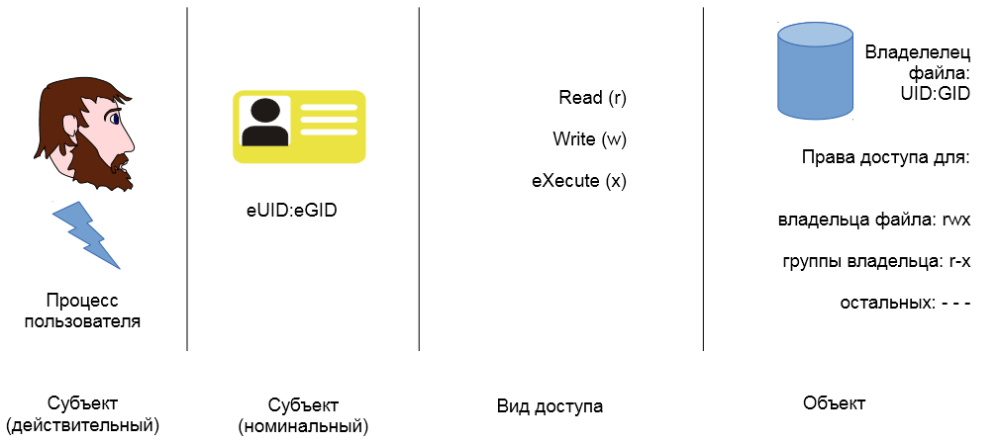 Процесс
пользователя
eUID:eGID
Read (r)
Write (w)
eXecute (x)
Владелелец
файла:
UID:GID
Права доступа для:
владельца файла: rwx
группы владельца: r-x
остальных: - - -
Субъект
(действительный)
Субъект
(номинальный)
Вид доступа
Объект